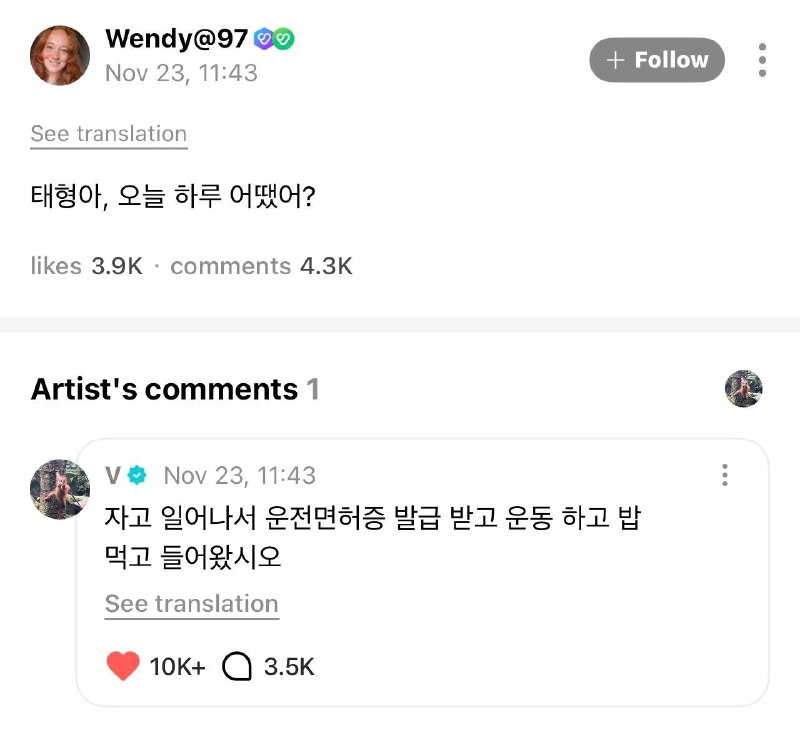 Wendy@97
Nov 23, 11:43
+ Follow
See translation
태형아, 오늘 하루 어땠어?
likes 3.9K · comments 4.3K
Artist's comments 1
V Nov 23, 11:43
자고 일어나서 운전면허증 발급 받고 운동 하고 밥
먹고 들어왔시오
See translation
10K+ 3.5K